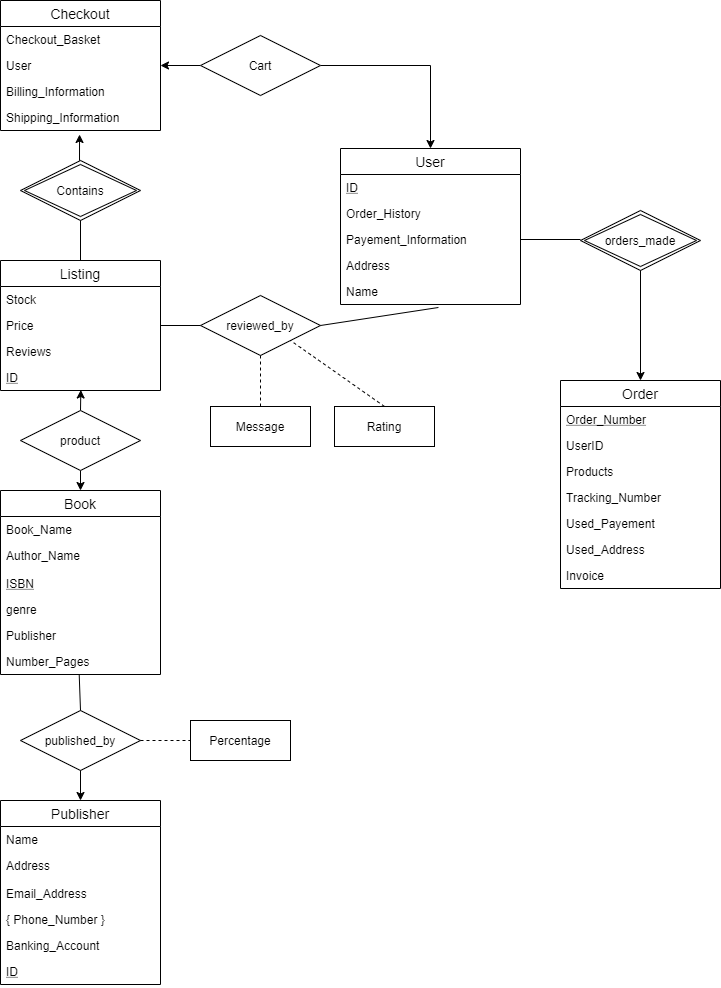 Checkout
Checkout_Basket
User
Billing_Information
Shipping_Information
Cart
Contains
User
ID
Order_History
Payement_Information
Address
Name
orders_made
Listing
Stock
Price
Reviews
ID
reviewed_by
Message
Rating
product
Order
Order_Number
UserID
Products
Tracking_Number
Used_Payement
Used_Address
Invoice
Book
Book_Name
Author_Name
ISBN
genre
Publisher
Number_Pages
published_by
Percentage
Publisher
Name
Address
Email_Address
{ Phone_Number }
Banking_Account
ID